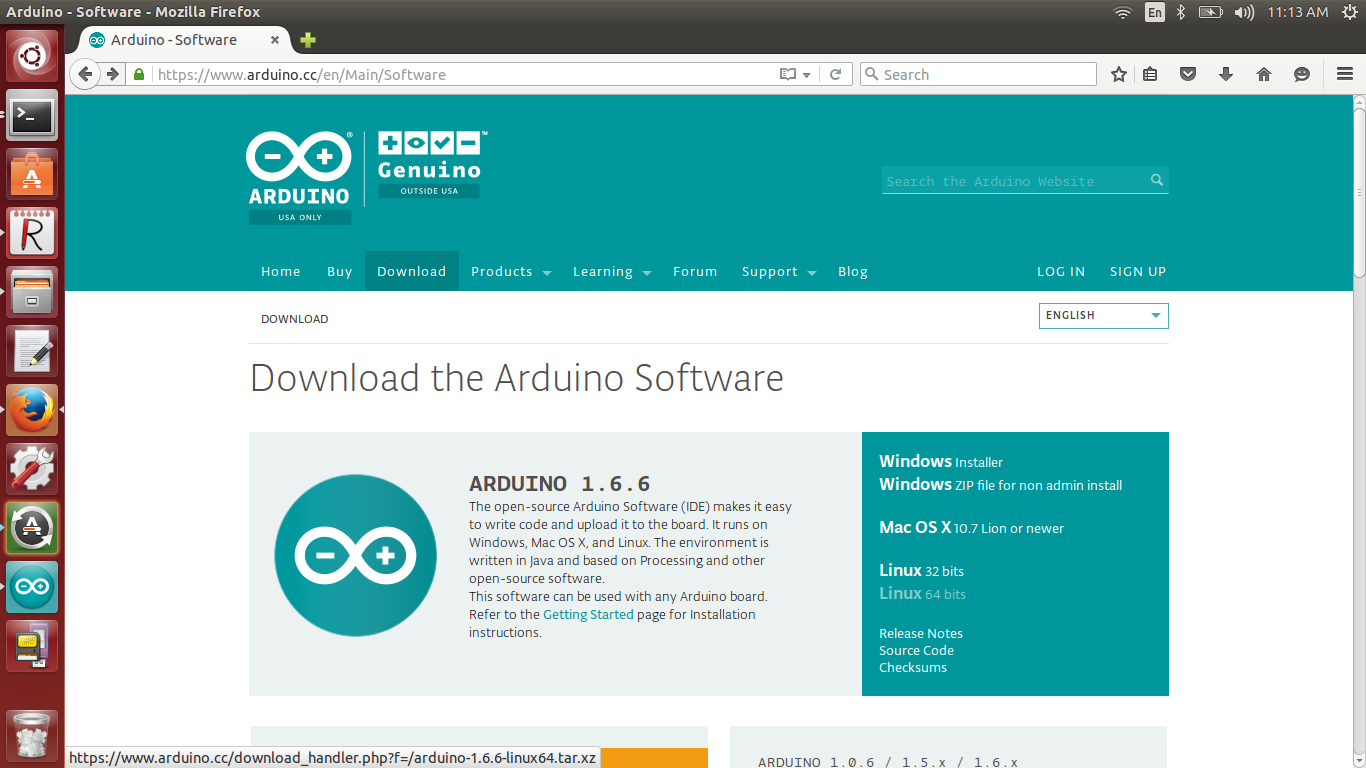 Arduino - Software - Mozilla Firefox
En
11:13 AM
Arduino - Software
https://www.arduino.cc/en/Main/Software
Search
ARDUINO
USA ONLY
Genuino
OUTSIDE USA
Search the Arduino Website
Home Buy Download Products Learning Forum Support Blog LOG IN SIGN UP
DOWNLOAD
ENGLISH
Download the Arduino Software
ARDUINO 1.6.6
The open-source Arduino Software (IDE) makes it easy
to write code and upload it to the board. It runs on
Windows, Mac OS X, and Linux. The environment is
written in Java and based on Processing and other
open-source software.
This software can be used with any Arduino board.
Refer to the Getting Started page for Installation
instructions.
Windows Installer
Windows ZIP file for non admin install
Mac OS X 10.7 Lion or newer
Linux 32 bits
Linux 64 bits
Release Notes
Source Code
Checksums
ARDUINO 1.0.6 / 1.5.x / 1.6.x
https://www.arduino.cc/download_handler.php?f=/arduino-1.6.6-linux64.tar.xz